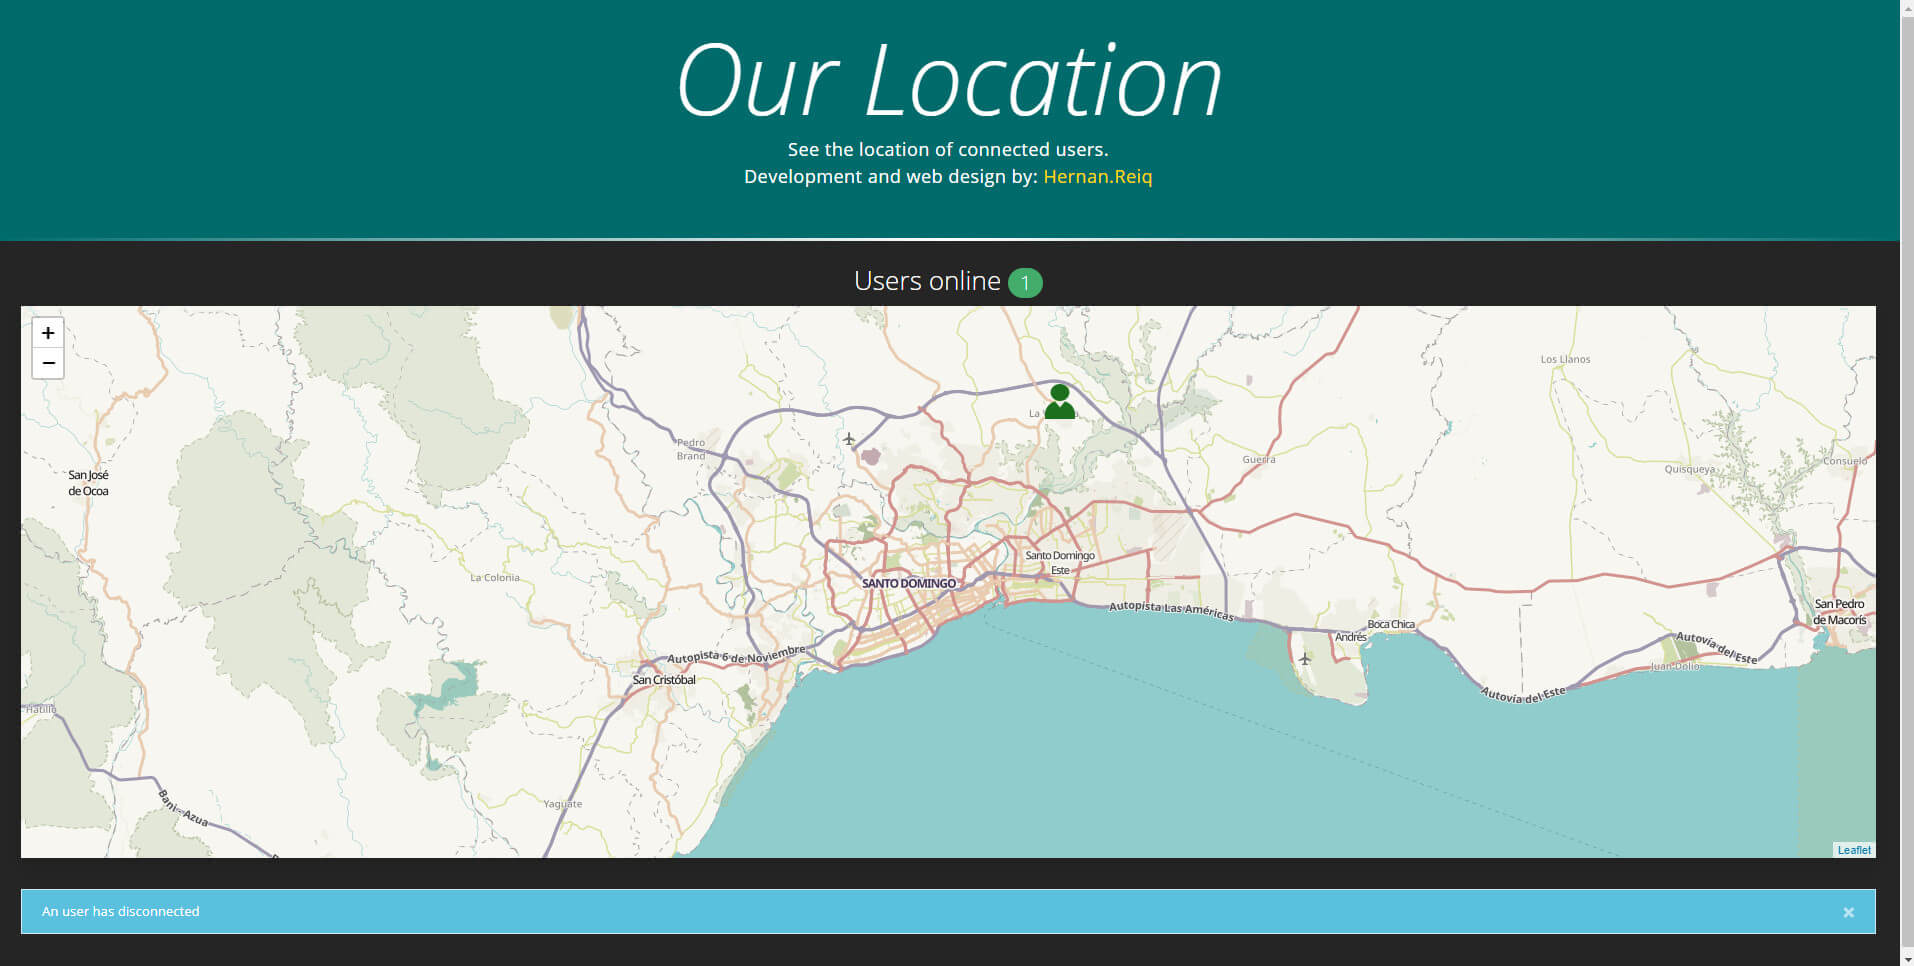 Our Location
See the location of connected users.
Development and web design by: Hernan.Reiq
Users online 1
+
−
Los Llanos
La
Pedro
Brand
Guerra
Consuelo
Quisqueya
San José
de Ocoa
Santo Domingo
Este
La Colonia
SANTO DOMINGO
Autopista Las Américas
San Pedro
de Macorís
Boca Chica
Andrés
Autopista 6 de Noviembre
Autovía del Este
Juan Dolio
San Cristóbal
Autovía del Este
Hatillo
Yaguate
Bani - Azua
Leaflet
An user has disconnected
×